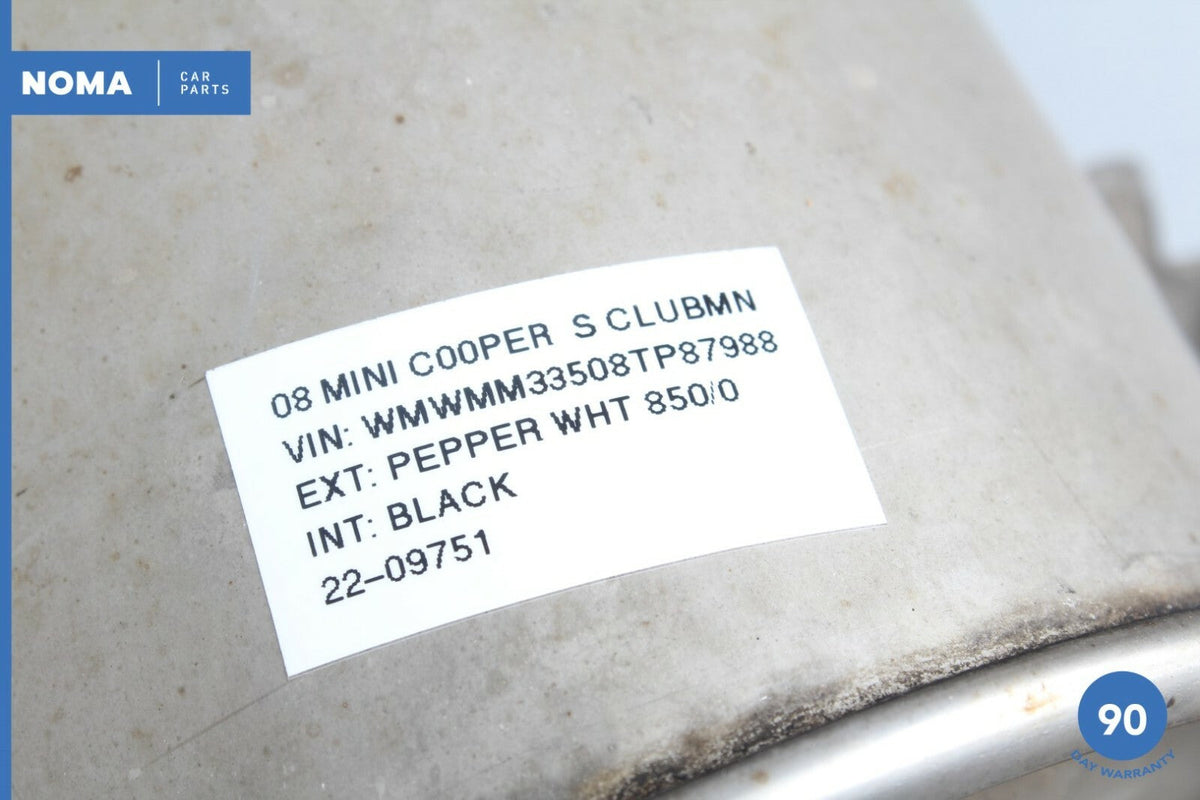 NOMA
CAR
PARTS
08 MINI COOPER S CLUBMN
VIN: WMWMM33508TP87988
EXT: PEPPER WHT 850/0
INT: BLACK
22-09751
90
DAY WARRANTY